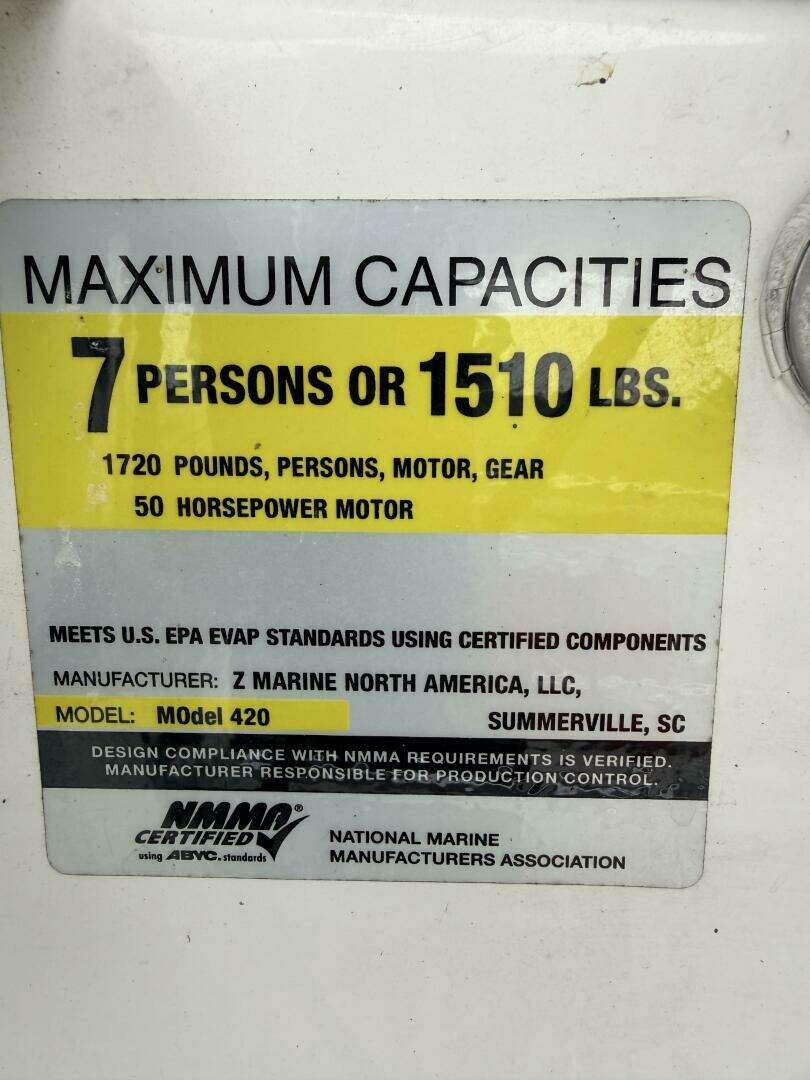 MAXIMUM CAPACITIES
7 PERSONS OR 1510 LBS.
1720 POUNDS, PERSONS, MOTOR, GEAR
50 HORSEPOWER MOTOR
MEETS U.S. EPA EVAP STANDARDS USING CERTIFIED COMPONENTS
MANUFACTURER: Z MARINE NORTH AMERICA, LLC,
MODEL: MOdel 420 SUMMERVILLE, SC
DESIGN COMPLIANCE WITH NMMA REQUIREMENTS IS VERIFIED.
MANUFACTURER RESPONSIBLE FOR PRODUCTION CONTROL. L.
NMMA®
CERTIFIED
using ABYC. standards
NATIONAL MARINE
MANUFACTURERS ASSOCIATION